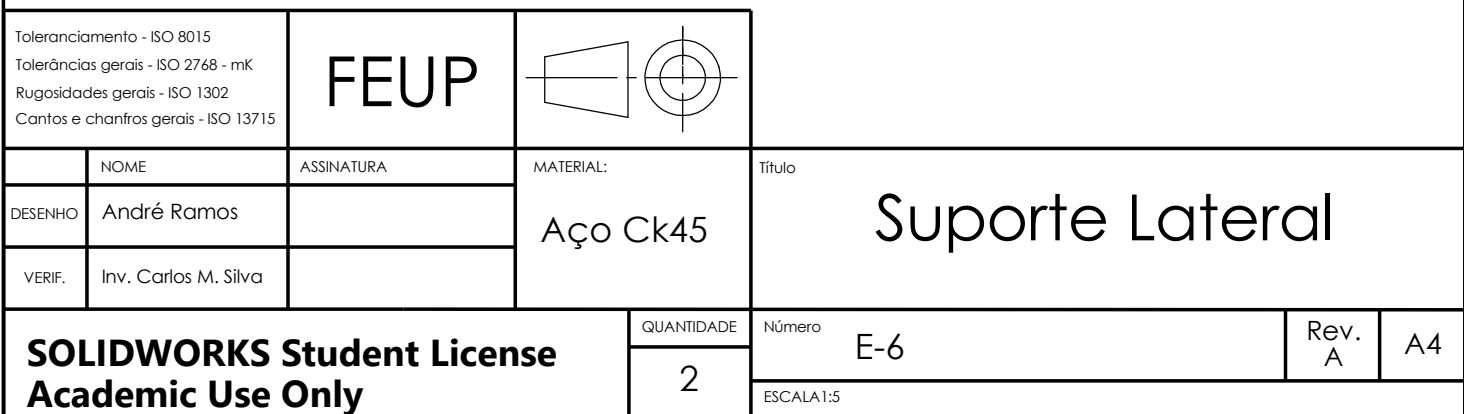 Toleranciamento - ISO 8015
Tolerâncias gerais - ISO 2768 - mK
Rugosidades gerais - ISO 1302
Cantos e chanfros gerais - ISO 13715
FEUP
NOME
ASSINATURA
MATERIAL:
Título
DESENHO
André Ramos
Aço Ck45
Suporte Lateral
VERIF.
Inv. Carlos M. Silva
SOLIDWORKS Student License
Academic Use Only
QUANTIDADE
2
Número
E-6
Rev.
A
A4
ESCALA1:5